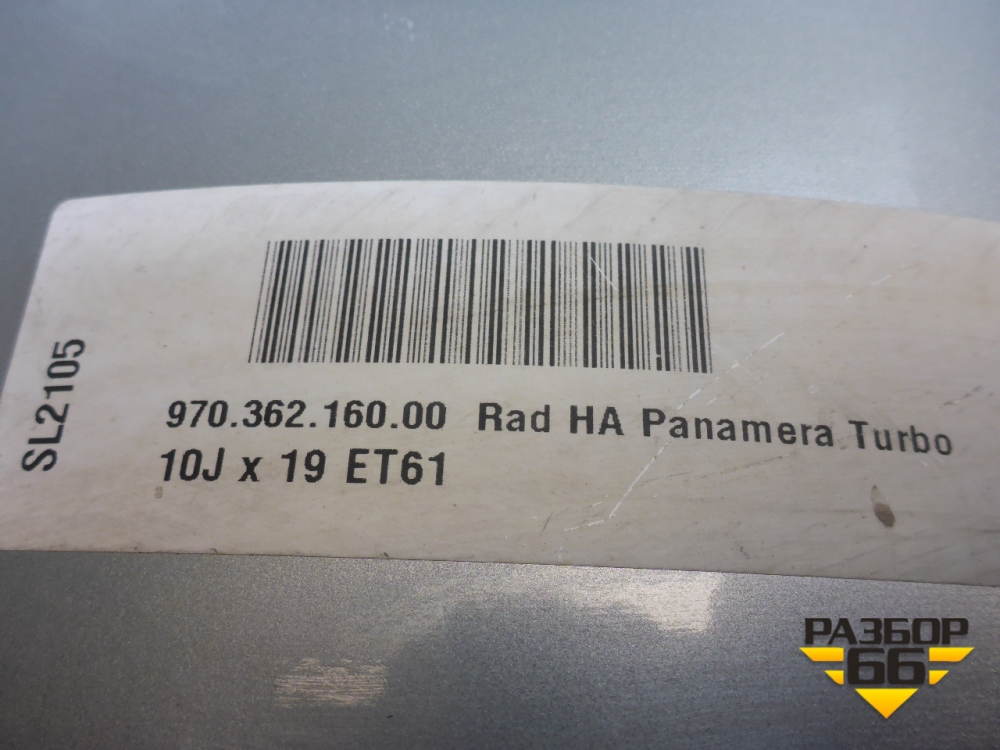 SL2105
970.362.160.00 Rad HA Panamera Turbo
10J x 19 ET61
РАЗБОР
66